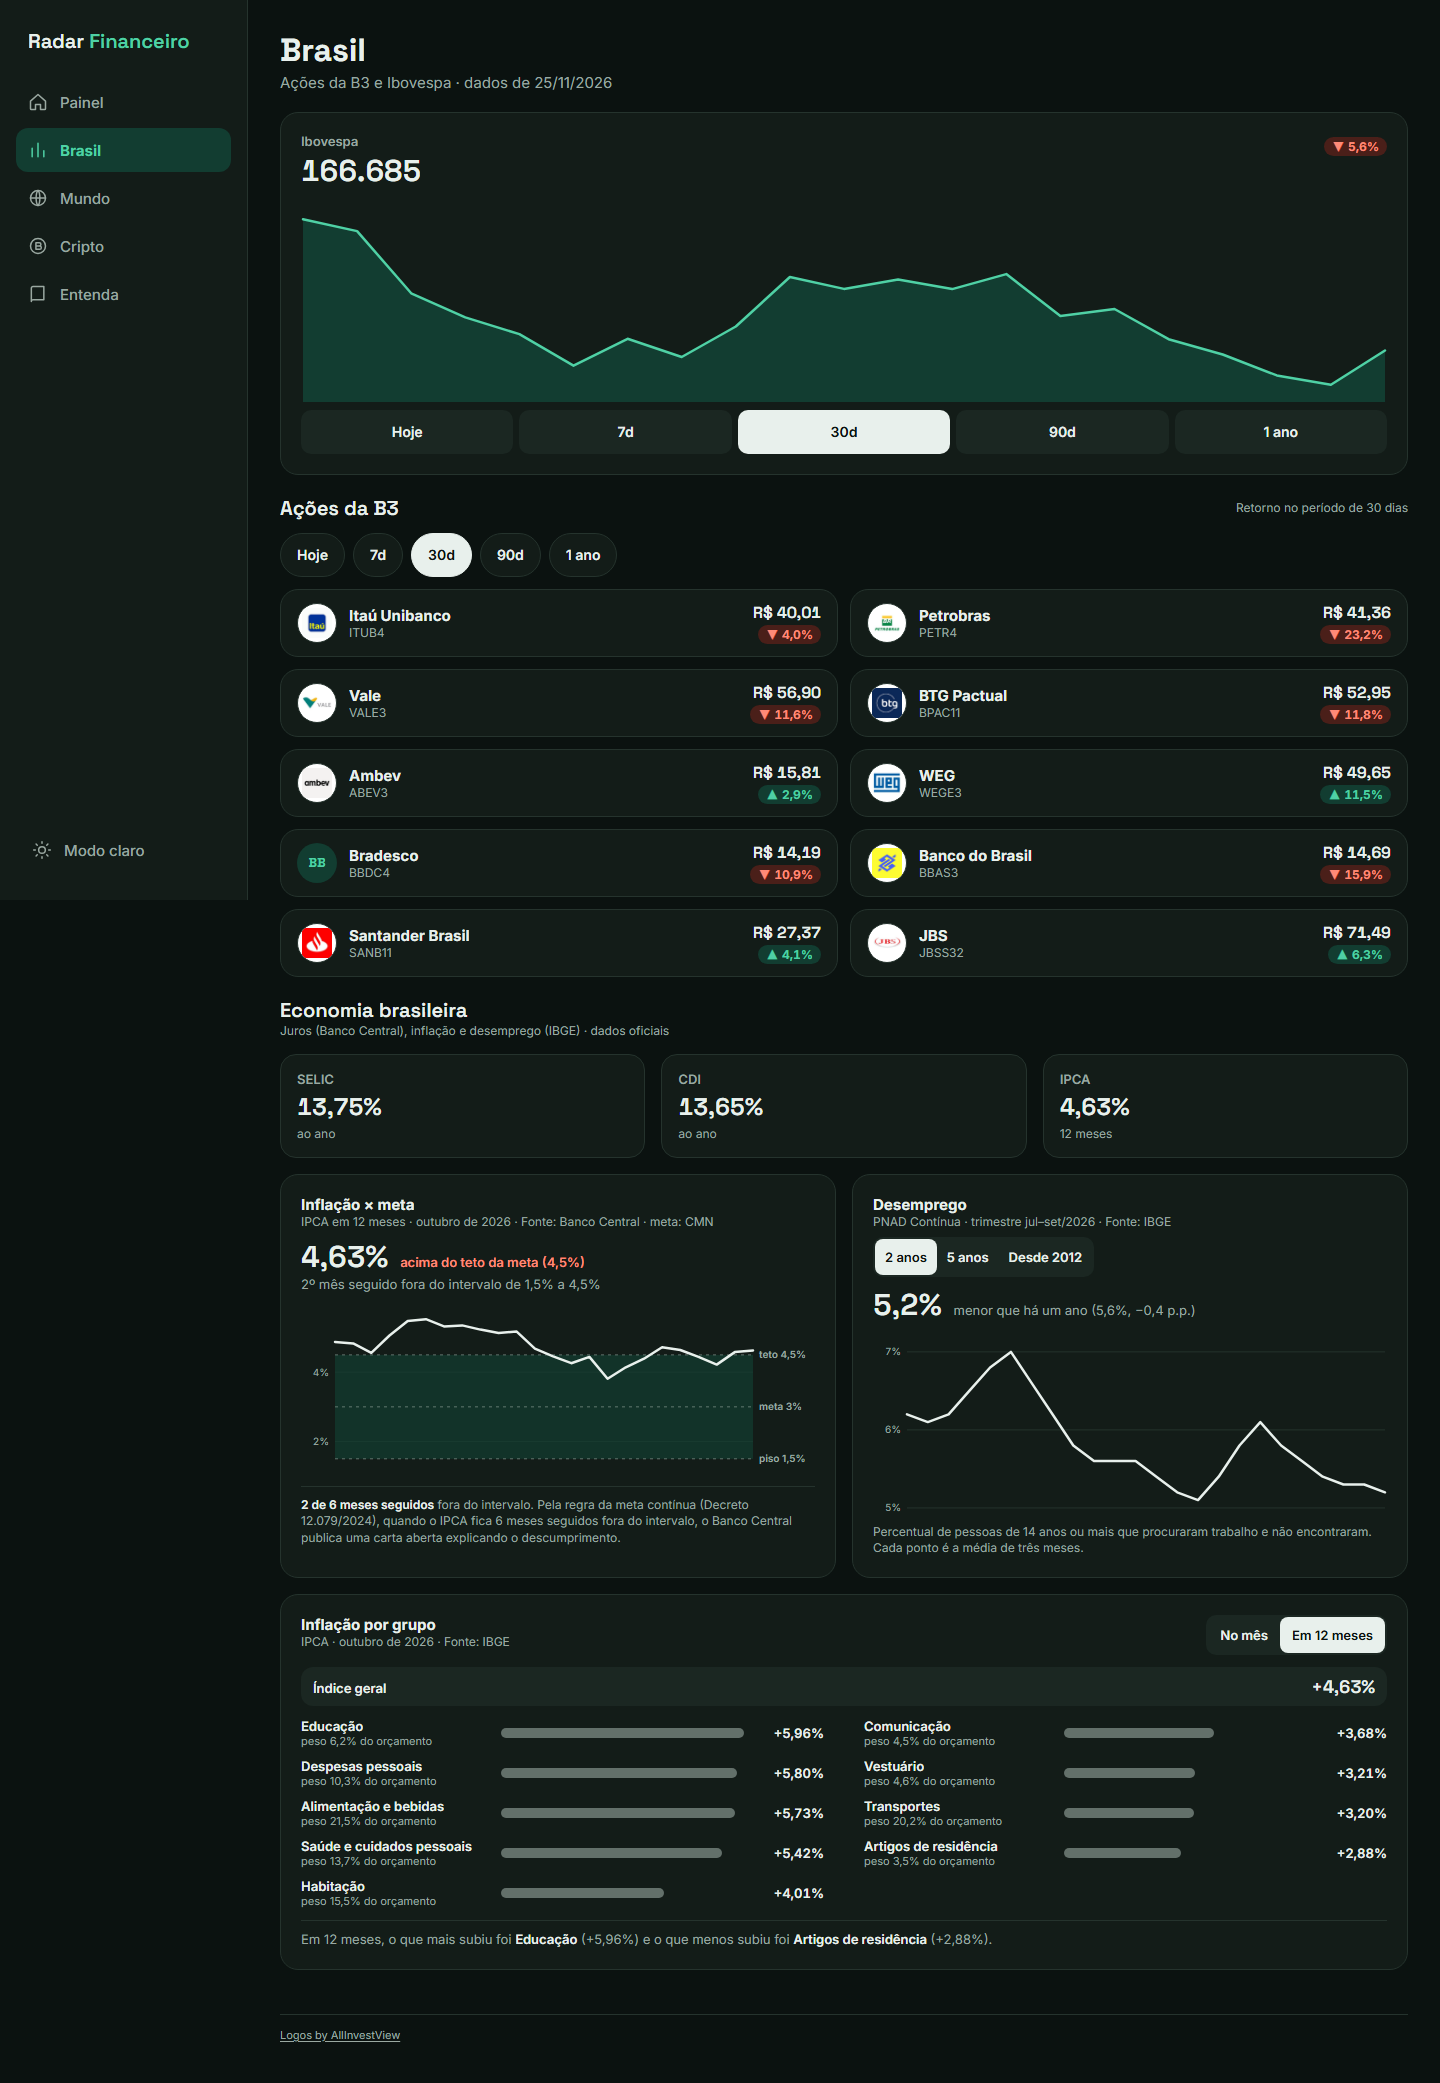 Radar Financeiro
Painel
Brasil
Mundo
Cripto
Entenda
Modo claro
Brasil
Ações da B3 e Ibovespa · dados de 25/11/2026
Ibovespa
▼ 5,6%
166.685
Hoje
7d
30d
90d
1 ano
Ações da B3
Retorno no período de 30 dias
Hoje
7d
30d
90d
1 ano
Itaú
Itaú Unibanco
ITUB4
R$ 40,01
▼ 4,0%
PETROBRAS
Petrobras
PETR4
R$ 41,36
▼ 23,2%
VALE
Vale
VALE3
R$ 56,90
▼ 11,6%
btg
BTG Pactual
BPAC11
R$ 52,95
▼ 11,8%
ambev
Ambev
ABEV3
R$ 15,81
▲ 2,9%
weg
WEG
WEGE3
R$ 49,65
▲ 11,5%
BB
Bradesco
BBDC4
R$ 14,19
▼ 10,9%
Banco do Brasil
BBAS3
R$ 14,69
▼ 15,9%
Santander Brasil
SANB11
R$ 27,37
▲ 4,1%
JBS
JBS
JBSS32
R$ 71,49
▲ 6,3%
Economia brasileira
Juros (Banco Central), inflação e desemprego (IBGE) · dados oficiais
SELIC
13,75%
ao ano
CDI
13,65%
ao ano
IPCA
4,63%
12 meses
Inflação × meta
IPCA em 12 meses · outubro de 2026 · Fonte: Banco Central · meta: CMN
4,63% acima do teto da meta (4,5%)
2º mês seguido fora do intervalo de 1,5% a 4,5%
teto 4,5%
4%
meta 3%
2%
piso 1,5%
2 de 6 meses seguidos fora do intervalo. Pela regra da meta contínua (Decreto
12.079/2024), quando o IPCA fica 6 meses seguidos fora do intervalo, o Banco Central
publica uma carta aberta explicando o descumprimento.
Desemprego
PNAD Contínua · trimestre jul–set/2026 · Fonte: IBGE
2 anos
5 anos
Desde 2012
5,2% menor que há um ano (5,6%, −0,4 p.p.)
7%
6%
5%
Percentual de pessoas de 14 anos ou mais que procuraram trabalho e não encontraram.
Cada ponto é a média de três meses.
Inflação por grupo
IPCA · outubro de 2026 · Fonte: IBGE
No mês
Em 12 meses
Índice geral
+4,63%
Educação
peso 6,2% do orçamento
+5,96%
Despesas pessoais
peso 10,3% do orçamento
+5,80%
Alimentação e bebidas
peso 21,5% do orçamento
+5,73%
Saúde e cuidados pessoais
peso 13,7% do orçamento
+5,42%
Habitação
peso 15,5% do orçamento
+4,01%
Comunicação
peso 4,5% do orçamento
+3,68%
Vestuário
peso 4,6% do orçamento
+3,21%
Transportes
peso 20,2% do orçamento
+3,20%
Artigos de residência
peso 3,5% do orçamento
+2,88%
Em 12 meses, o que mais subiu foi Educação (+5,96%) e o que menos subiu foi Artigos de residência (+2,88%).
Logos by AllInvestView